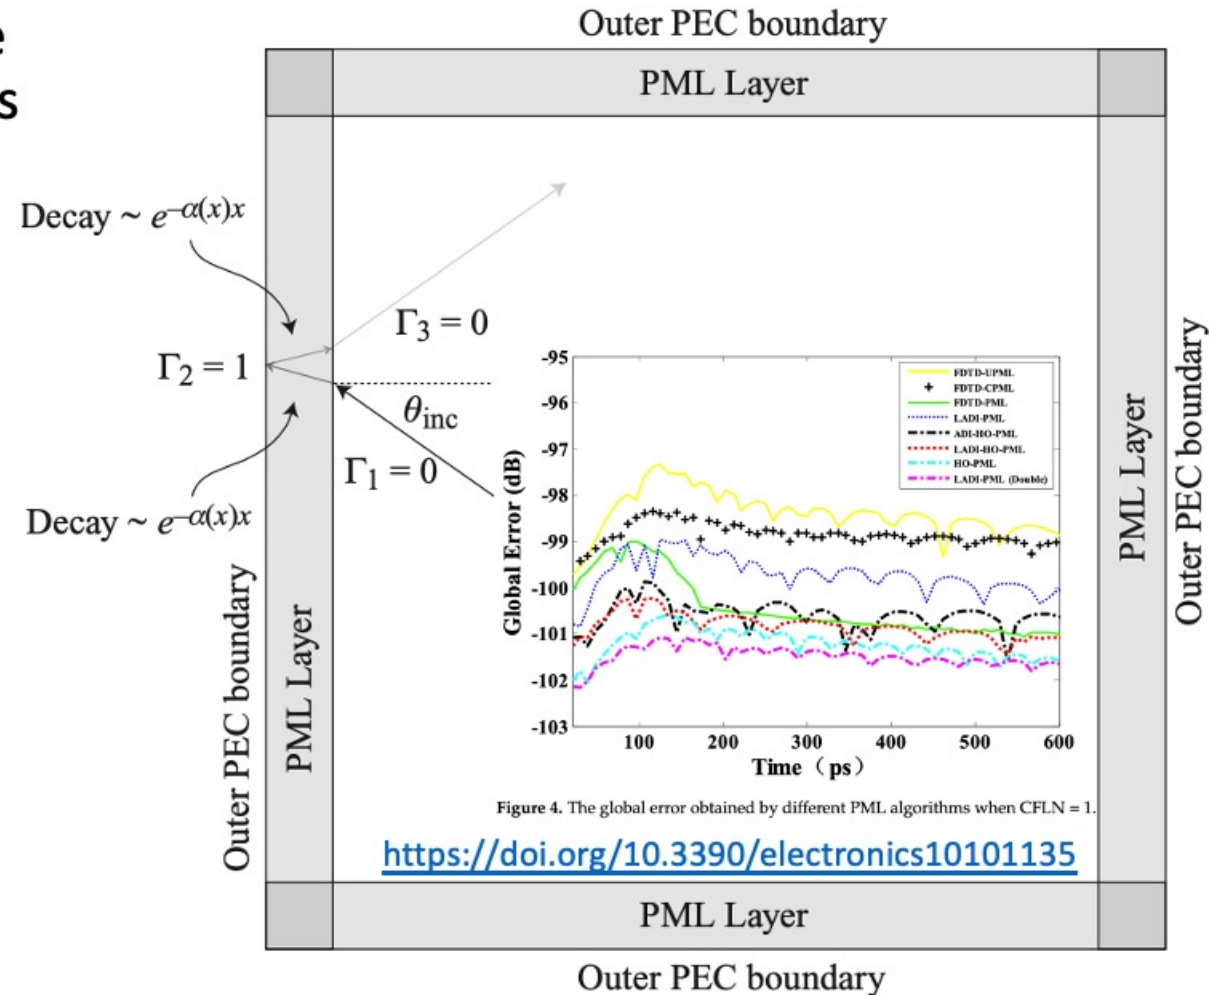 e
s
Outer PEC boundary
PML Layer
Decay ~ e^{–α(x)x}
Γ₃ = 0
Γ₂ = 1
θ_inc
Γ₁ = 0
Decay ~ e^{–α(x)x}
Outer PEC boundary
PML Layer
PML Layer
Outer PEC boundary
-95
-96
-97
-98
-99
-100
-101
-102
-103
Global Error (dB)
FDTD-UPML
FDTD-CPML
FDTD-PML
LADI-PML
ADI-HO-PML
LADI-HO-PML
HO-PML
LADI-PML (Double)
100 200 300 400 500 600
Time (ps)
Figure 4. The global error obtained by different PML algorithms when CFLN = 1.
https://doi.org/10.3390/electronics10101135
PML Layer
Outer PEC boundary